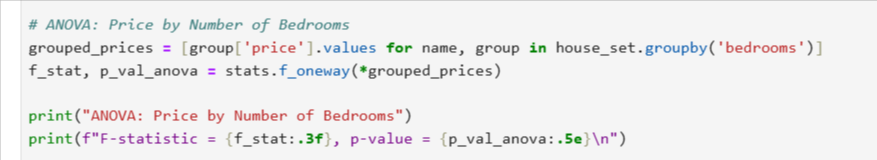 # ANOVA: Price by Number of Bedrooms
grouped_prices = [group['price'].values for name, group in house_set.groupby('bedrooms')]
f_stat, p_val_anova = stats.f_oneway(*grouped_prices)
print("ANOVA: Price by Number of Bedrooms")
print(f"F-statistic = {f_stat:.3f}, p-value = {p_val_anova:.5e}\n")